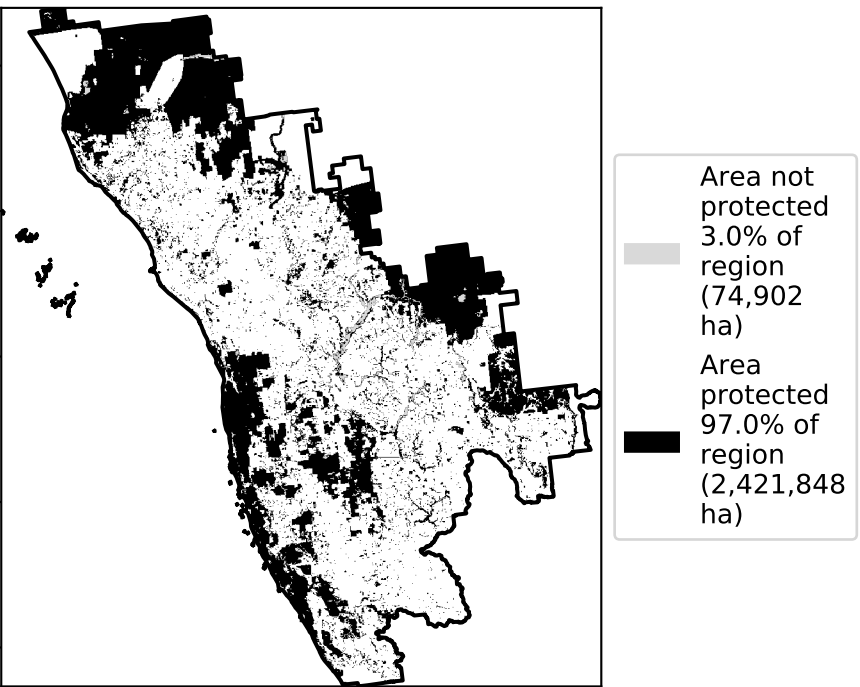 Area not
protected
3.0% of
region
(74,902
ha)
Area
protected
97.0% of
region
(2,421,848
ha)